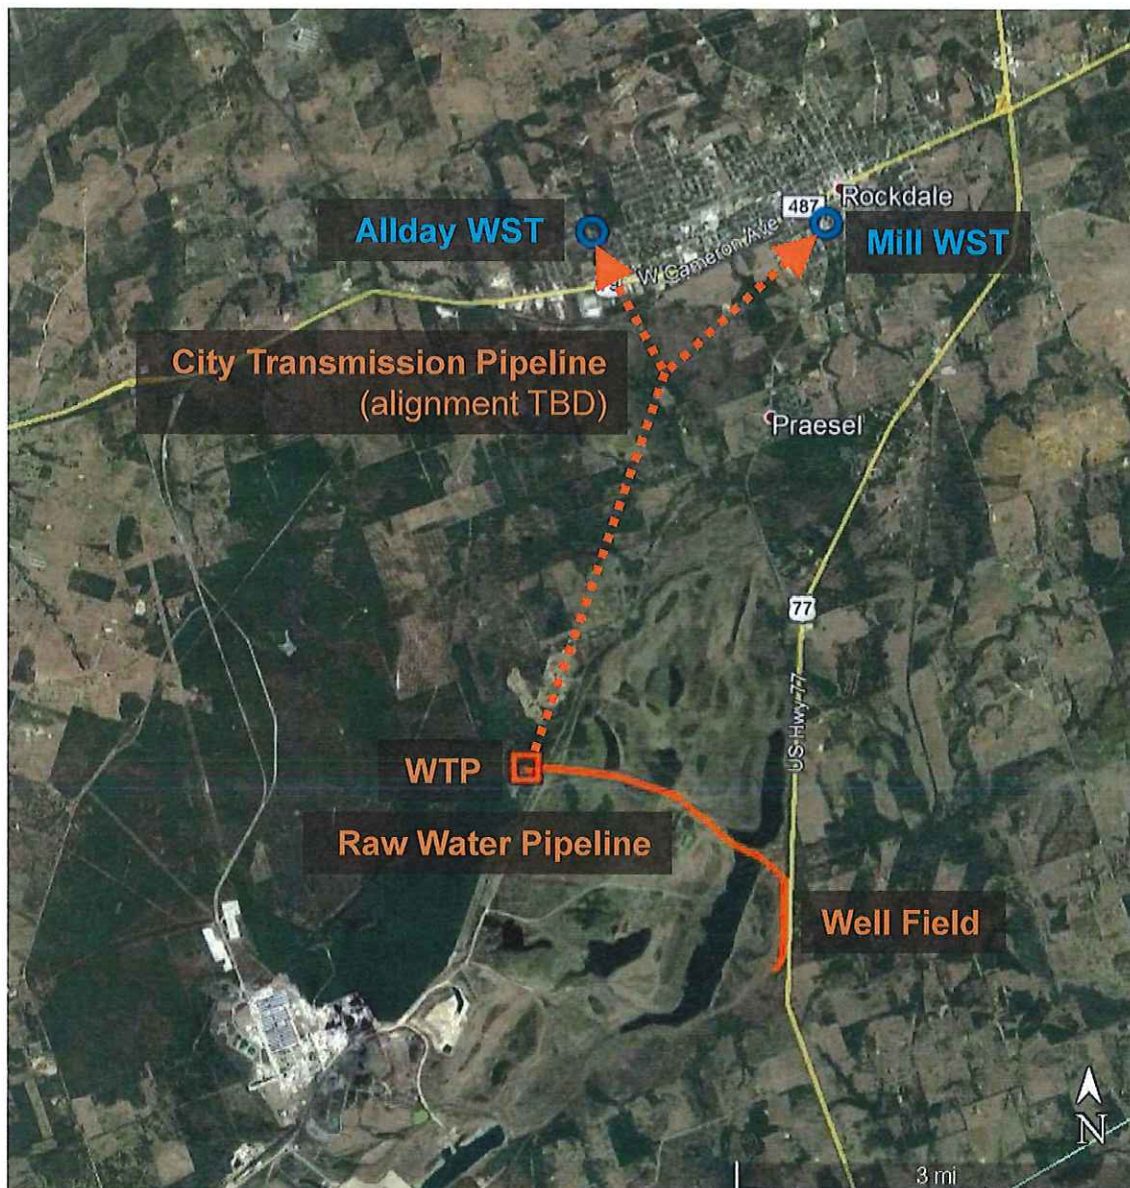 Rockdale
487
Allday WST
Mill WST
W Cameron Ave
City Transmission Pipeline
(alignment TBD)
Praesel
77
US Hwy 77
WTP
Raw Water Pipeline
Well Field
N
3 mi